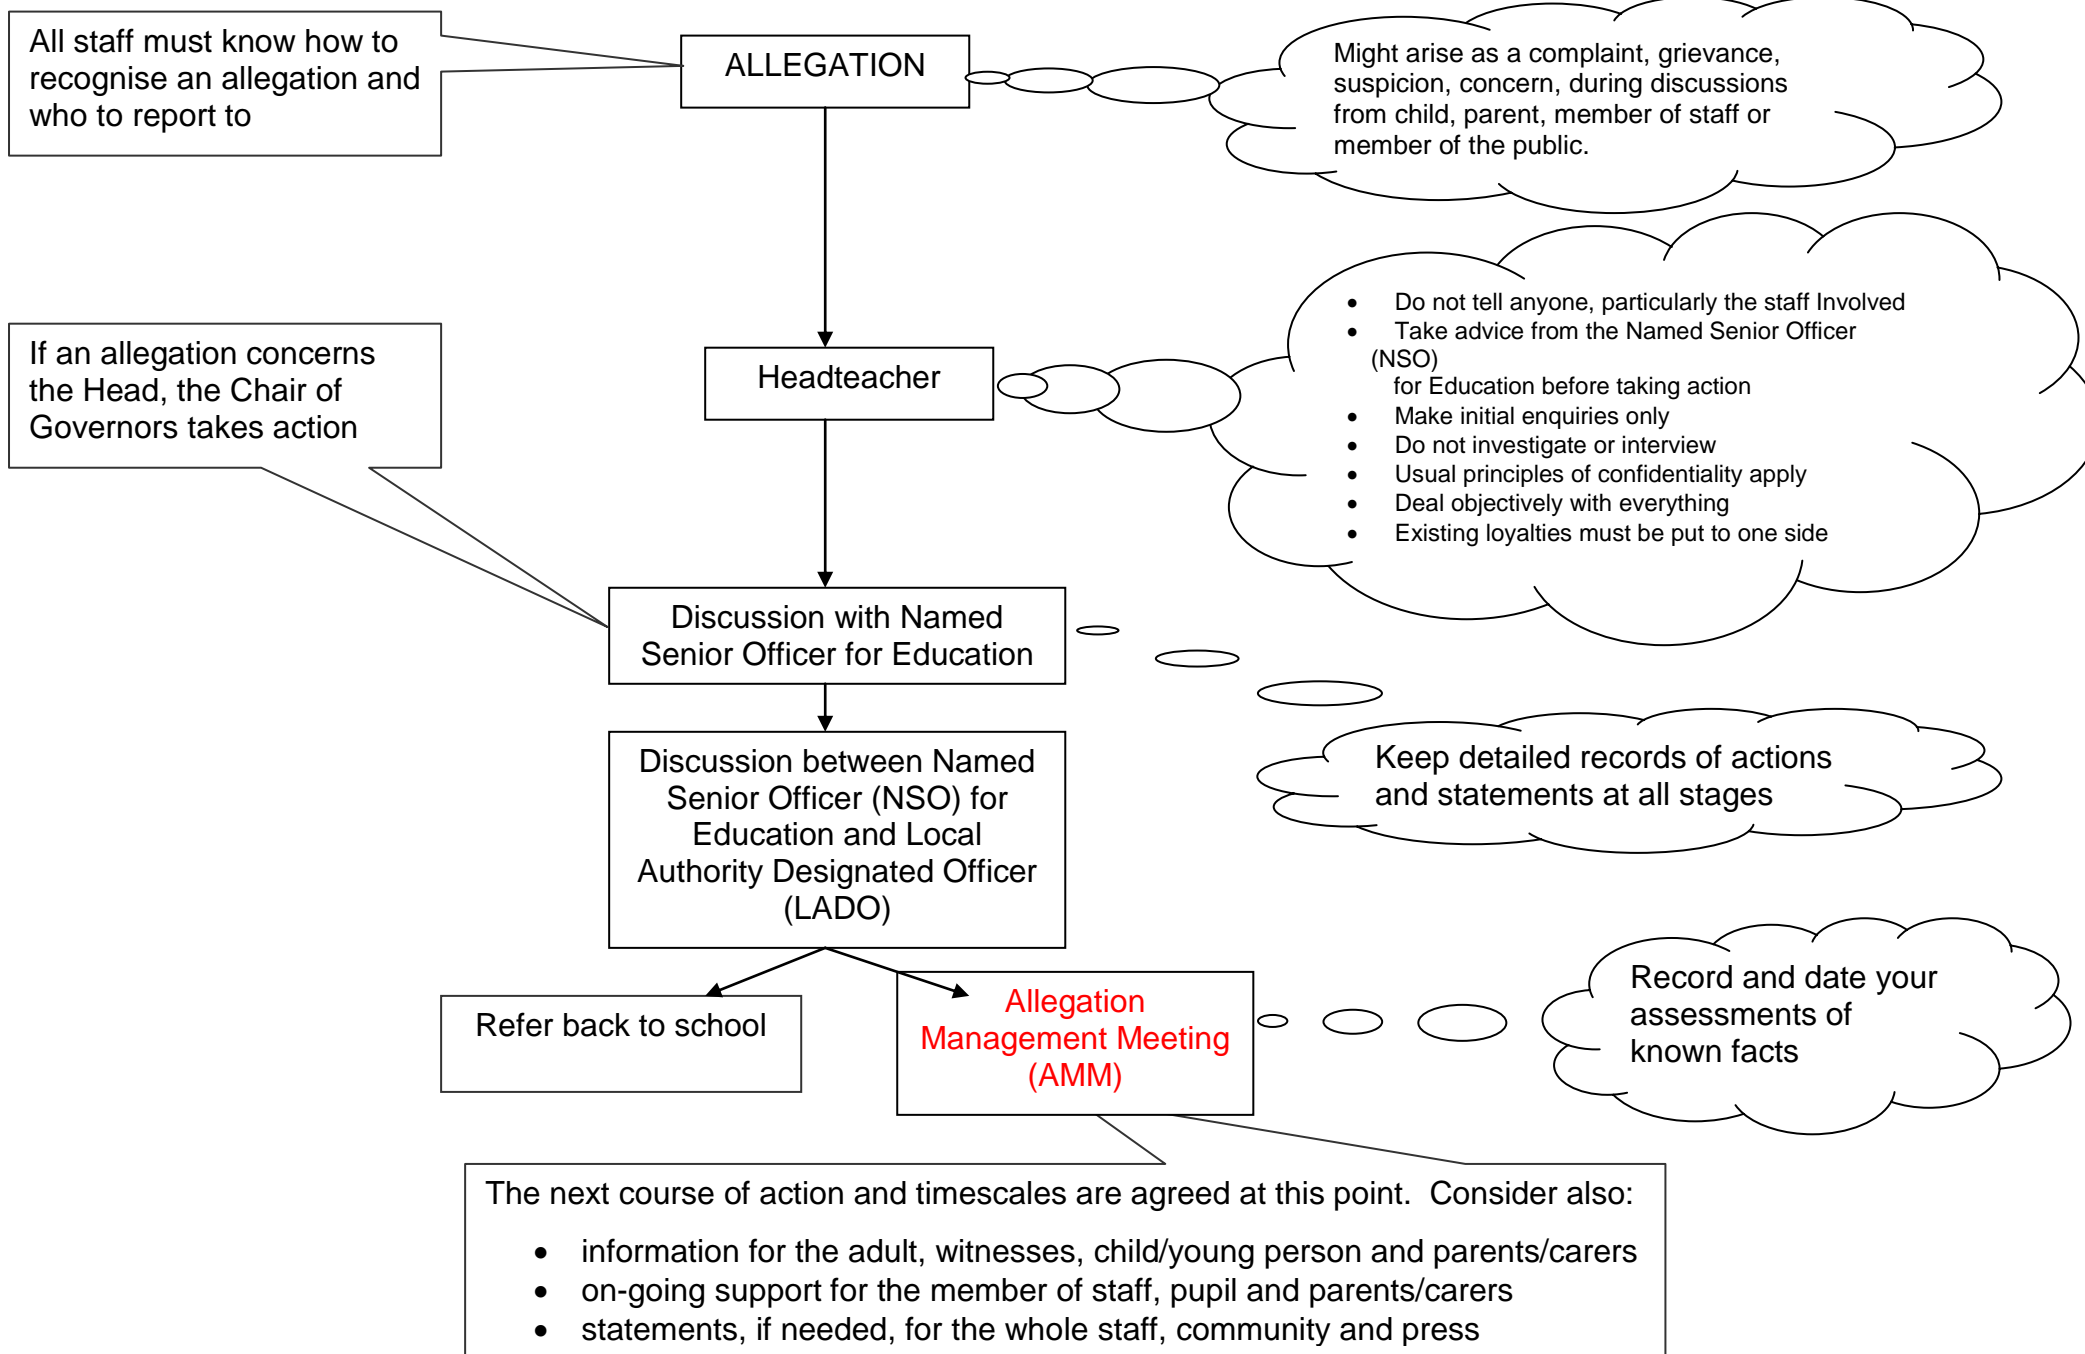 All staff must know how to
recognise an allegation and
who to report to
ALLEGATION
Might arise as a complaint, grievance,
suspicion, concern, during discussions
from child, parent, member of staff or
member of the public.
If an allegation concerns
the Head, the Chair of
Governors takes action
Headteacher
• Do not tell anyone, particularly the staff Involved
• Take advice from the Named Senior Officer
(NSO)
for Education before taking action
• Make initial enquiries only
• Do not investigate or interview
• Usual principles of confidentiality apply
• Deal objectively with everything
• Existing loyalties must be put to one side
Discussion with Named
Senior Officer for Education
Keep detailed records of actions
and statements at all stages
Discussion between Named
Senior Officer (NSO) for
Education and Local
Authority Designated Officer
(LADO)
Refer back to school
Allegation
Management Meeting
(AMM)
Record and date your
assessments of
known facts
The next course of action and timescales are agreed at this point.  Consider also:
• information for the adult, witnesses, child/young person and parents/carers
• on-going support for the member of staff, pupil and parents/carers
• statements, if needed, for the whole staff, community and press